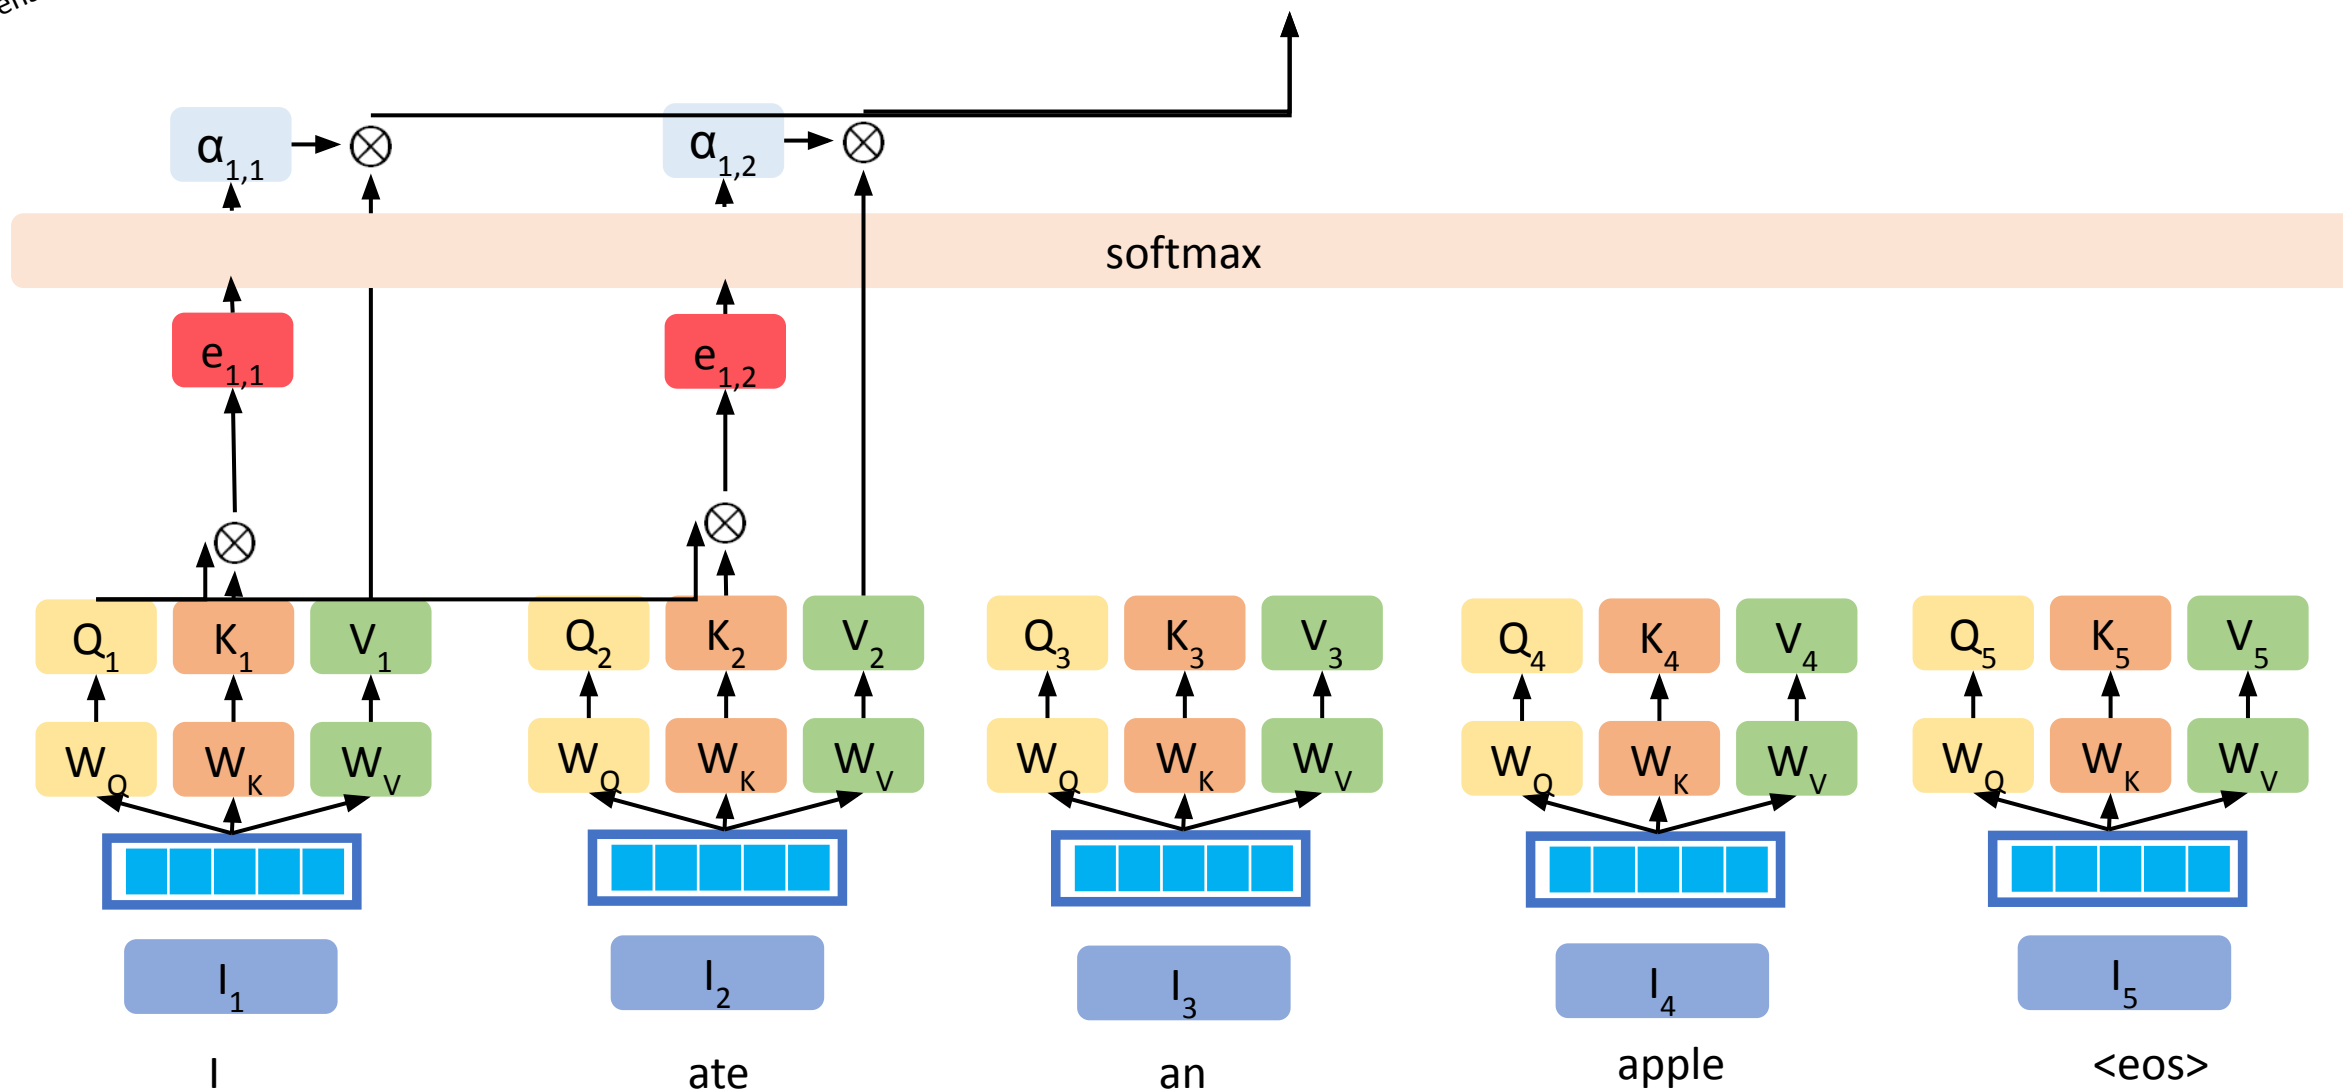 α1,1 α1,2
softmax
e1,1 e1,2
Q1 K1 V1 Q2 K2 V2 Q3 K3 V3 Q4 K4 V4 Q5 K5 V5
WQ WK WV WQ WK WV WQ WK WV WQ WK WV WQ WK WV
I1 I2 I3 I4 I5
I ate an apple <eos>